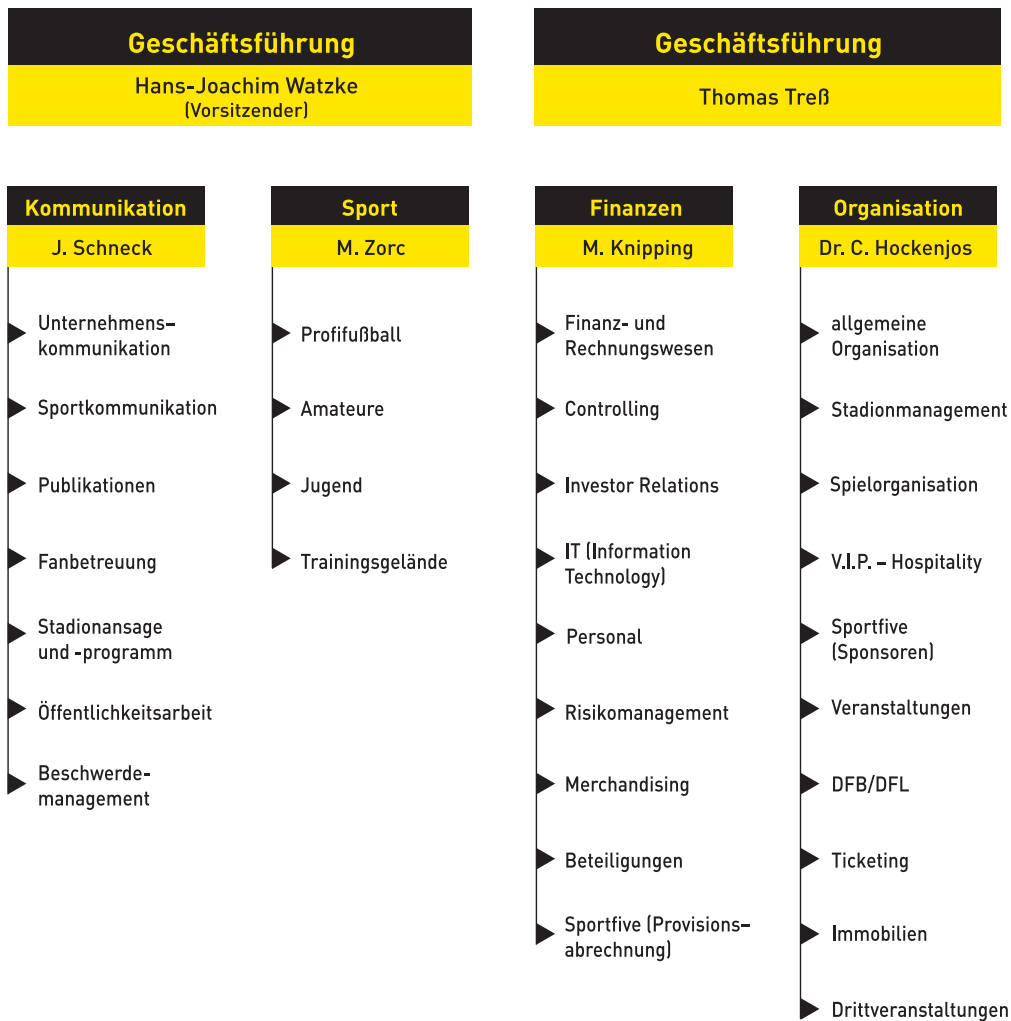 Geschäftsführung
Hans-Joachim Watzke
(Vorsitzender)
Geschäftsführung
Thomas Treß
Kommunikation
J. Schneck
Unternehmens–
kommunikation
Sportkommunikation
Publikationen
Fanbetreuung
Stadionansage
und -programm
Öffentlichkeitsarbeit
Beschwerde-
management
Sport
M. Zorc
Profifußball
Amateure
Jugend
Trainingsgelände
Finanzen
M. Knipping
Finanz- und
Rechnungswesen
Controlling
Investor Relations
IT (Information
Technology)
Personal
Risikomanagement
Merchandising
Beteiligungen
Sportfive (Provisions–
abrechnung)
Organisation
Dr. C. Hockenjos
allgemeine
Organisation
Stadionmanagement
Spielorganisation
V.I.P. – Hospitality
Sportfive
(Sponsoren)
Veranstaltungen
DFB/DFL
Ticketing
Immobilien
Drittveranstaltungen